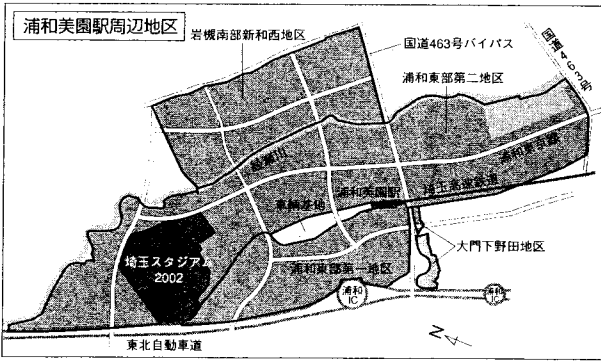 浦和美園駅周辺地区
岩槻南部新和西地区
国道463号バイパス
国道463号
浦和東部第二地区
綾瀬川
浦和東京線
埼玉高速鉄道
浦和美園駅
車輌基地
大門下野田地区
埼玉スタジアム
2002
浦和東部第一地区
浦和
IC
浦和
IC
東北自動車道
N